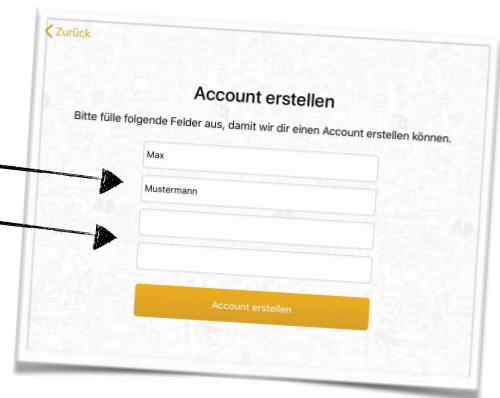 Zurück
Account erstellen
Bitte fülle folgende Felder aus, damit wir dir einen Account erstellen können.
Max
Mustermann
Account erstellen